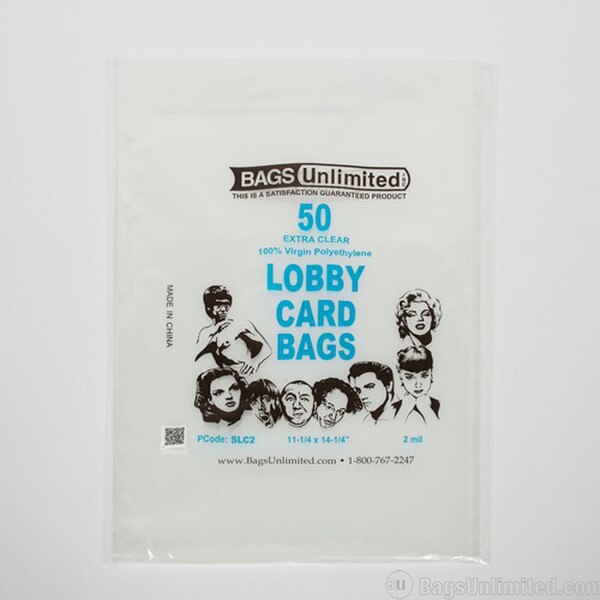 BAGS Unlimited INC
THIS IS A SATISFACTION GUARANTEED PRODUCT
50
EXTRA CLEAR
100% Virgin Polyethylene
LOBBY
CARD
BAGS
MADE IN CHINA
PCode: SLC2 11-1/4 x 14-1/4" 2 mil
www.BagsUnlimited.com • 1-800-767-2247
BU BagsUnlimited.com